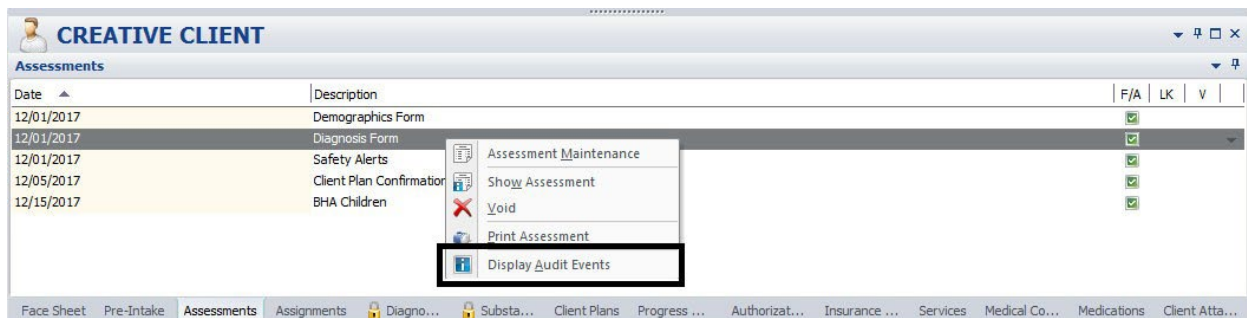 CREATIVE CLIENT
Assessments
Date Description F/A LK V
12/01/2017 Demographics Form
12/01/2017 Diagnosis Form
12/01/2017 Safety Alerts
12/05/2017 Client Plan Confirmation
12/15/2017 BHA Children
Assessment Maintenance
Show Assessment
Void
Print Assessment
Display Audit Events
Face Sheet Pre-Intake Assessments Assignments Diagno... Substa... Client Plans Progress ... Authorizat... Insurance ... Services Medical Co... Medications Client Atta...